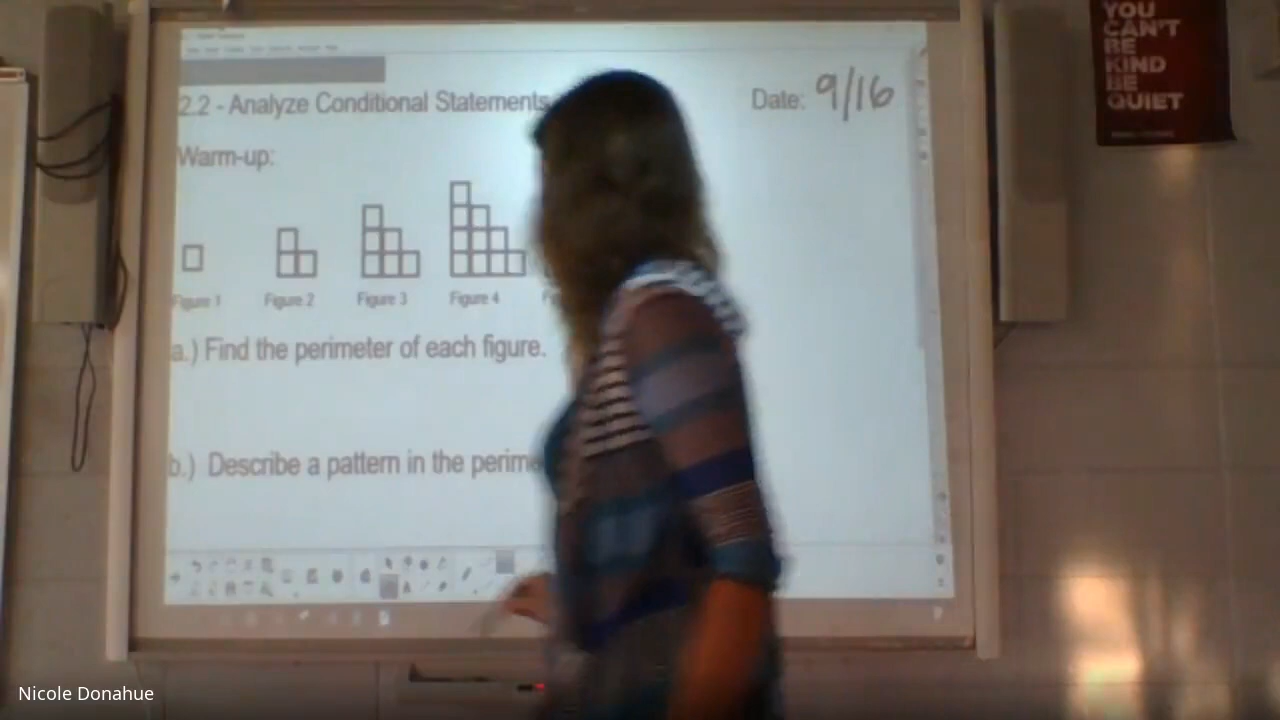 2.2 - Analyze Conditional Statements
Date: 9/16
Warm-up:
Figure 1 Figure 2 Figure 3 Figure 4
a.) Find the perimeter of each figure.
b.) Describe a pattern in the
YOU
CAN'T
BE
KIND
BE
QUIET
Nicole Donahue